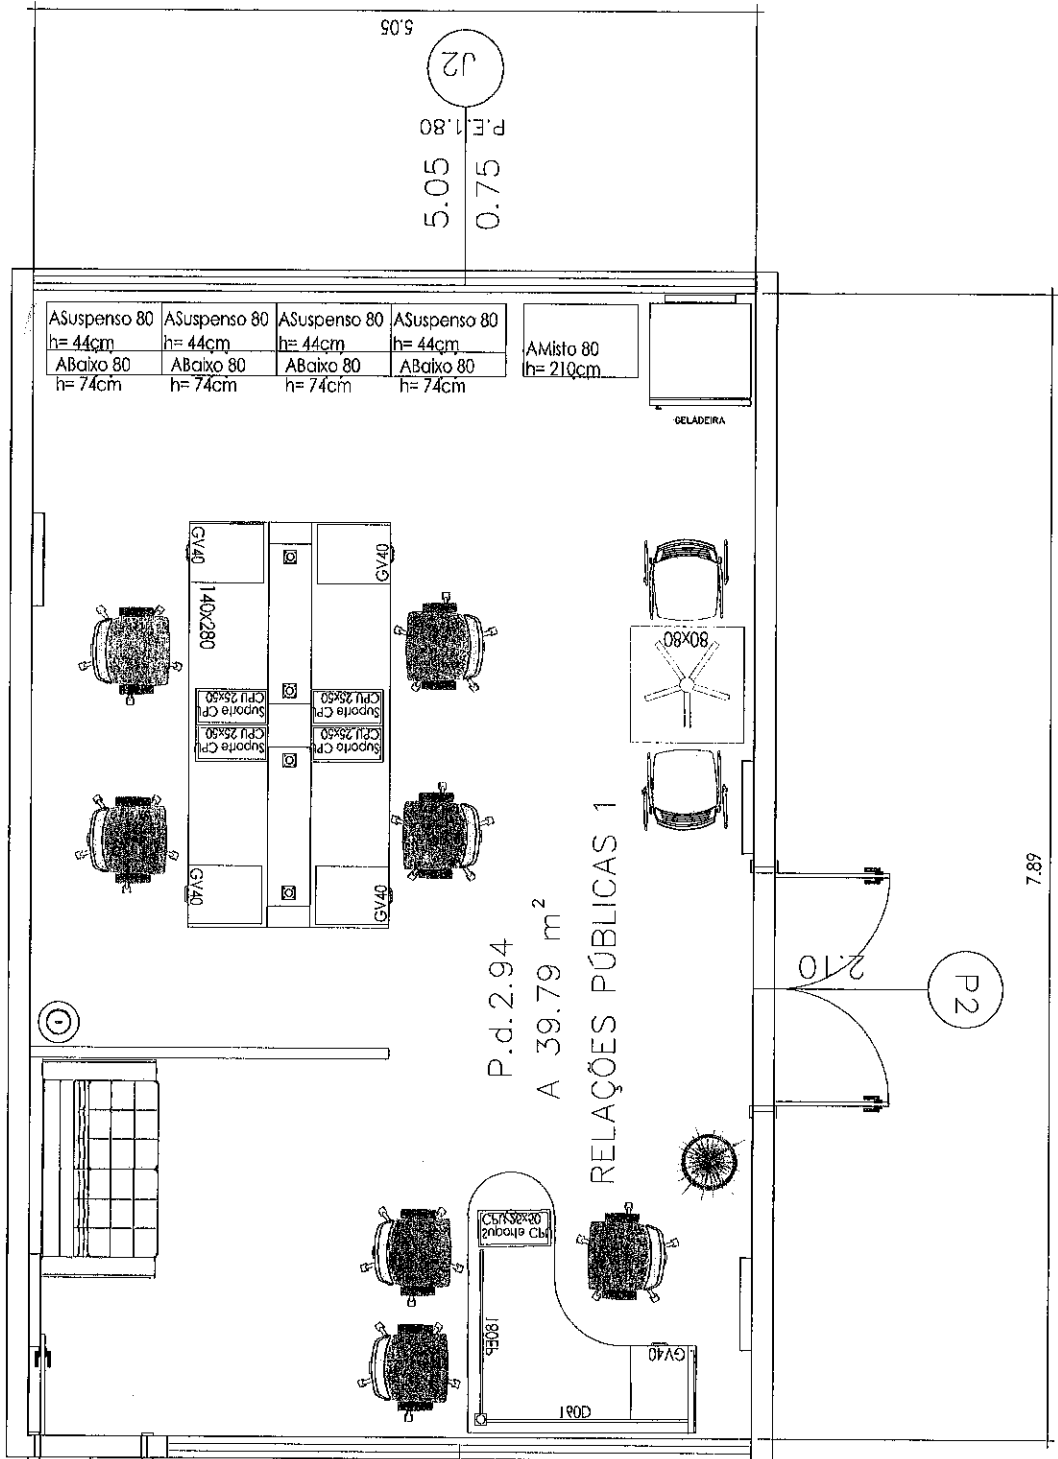 5.05
J2
P.E.1.80
5.05
0.75
ASuspenso 80
h= 44cm
ASuspenso 80
h= 44cm
ASuspenso 80
h= 44cm
ASuspenso 80
h= 44cm
ABaixo 80
h= 74cm
ABaixo 80
h= 74cm
ABaixo 80
h= 74cm
ABaixo 80
h= 74cm
AMisto 80
h= 210cm
GELADEIRA
GV40
GV40
140x280
80x80
Suporte CPU
CPU 25x50
Suporte CPU
CPU 25x50
Suporte CPU
CPU 25x50
Suporte CPU
CPU 25x50
GV40
GV40
7.89
P.d.2.94
A 39.79 m²
RELAÇÕES PÚBLICAS 1
2.10
P2
Suporte CPU
CPU 25x50
GV40
160D